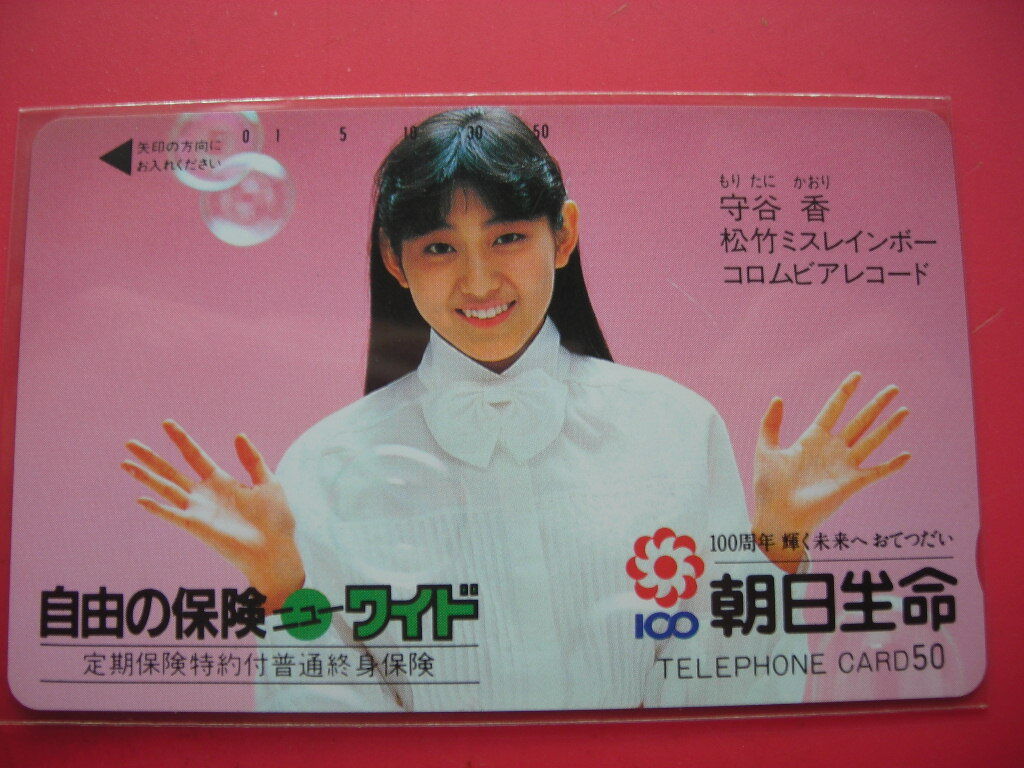 矢印の方向に
お入れください
0 1 5 10 30 50
もり たに かおり
守谷 香
松竹ミスレインボー
コロムビアレコード
自由の保険ニューワイド
定期保険特約付普通終身保険
100周年 輝く未来へ おてつだい
100 朝日生命
TELEPHONE CARD50